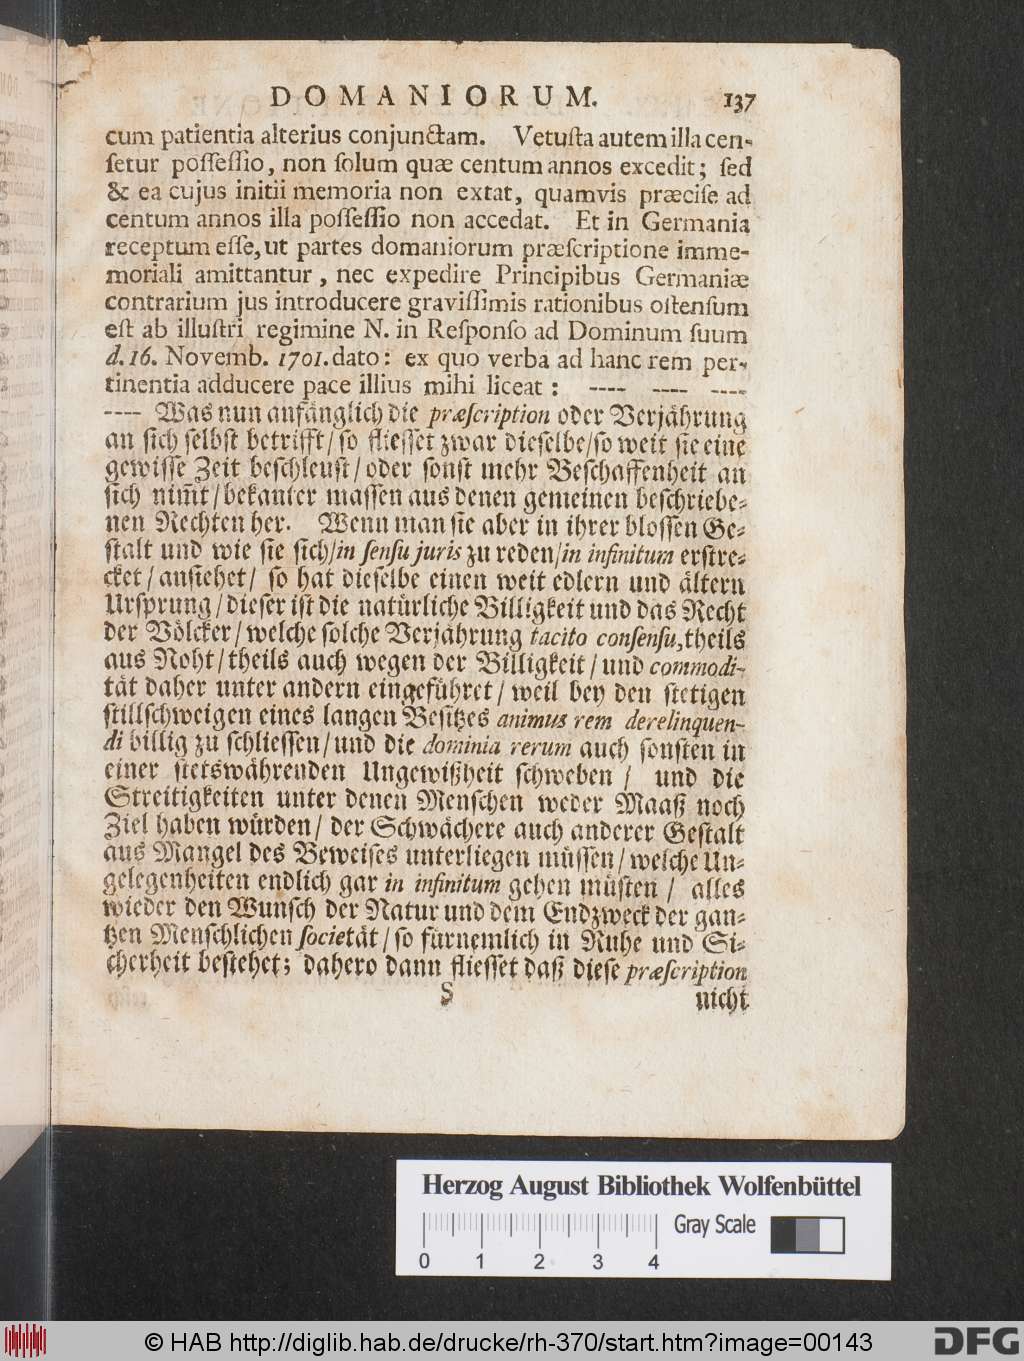 DOMANIORUM. 137
cum patientia alterius conjunctam. Vetuſta autem illa cen-
ſetur poſſeſſio, non ſolum quæ centum annos excedit; ſed
& ea cujus initii memoria non extat, quamvis præciſe ad
centum annos illa poſſeſſio non accedat. Et in Germania
receptum eſſe, ut partes domaniorum præſcriptione imme-
moriali amittantur, nec expedire Principibus Germaniæ
contrarium jus introducere graviſſimis rationibus oſtenſum
eſt ab illuſtri regimine N. in Reſponſo ad Dominum ſuum
d. 16. Novemb. 1701. dato: ex quo verba ad hanc rem per-
tinentia adducere pace illius mihi liceat: ---- ---- ----
---- Was nun anfänglich die præſcription oder Verjährung
an ſich ſelbſt betrifft/ ſo flieſſet zwar dieſelbe/ ſo weit ſie eine
gewiſſe Zeit beſchleuſt/ oder ſonſt mehr Beſchaffenheit an
ſich nim̃t/ bekanter maſſen aus denen gemeinen beſchriebe-
nen Rechten her. Wenn man ſie aber in ihrer bloſſen Ge-
ſtalt und wie ſie ſich/ in ſenſu juris zu reden/ in infinitum erſtre-
cket/ anſiehet/ ſo hat dieſelbe einen weit edlern und ältern
Urſprung/ dieſer iſt die natürliche Billigkeit und das Recht
der Völcker/ welche ſolche Verjährung tacito conſenſu, theils
aus Noht/ theils auch wegen der Billigkeit/ und commodi-
tät daher unter andern eingeführet/ weil bey den ſtetigen
ſtillſchweigen eines langen Beſitzes animus rem derelinquen-
di billig zu ſchlieſſen/ und die dominia rerum auch ſonſten in
einer ſtetswährenden Ungewißheit ſchweben/ und die
Streitigkeiten unter denen Menſchen weder Maaß noch
Ziel haben würden/ der Schwächere auch anderer Geſtalt
aus Mangel des Beweiſes unterliegen müſſen/ welche Un-
gelegenheiten endlich gar in infinitum gehen müſten/ alles
wieder den Wunſch der Natur und dem Endzweck der gan-
tzen Menſchlichen ſocietät/ ſo fürnemlich in Ruhe und Si-
cherheit beſtehet; dahero dann flieſſet daß dieſe præſcription
S nicht
Herzog August Bibliothek Wolfenbüttel
Gray Scale
0 1 2 3 4
© HAB http://diglib.hab.de/drucke/rh-370/start.htm?image=00143
DFG